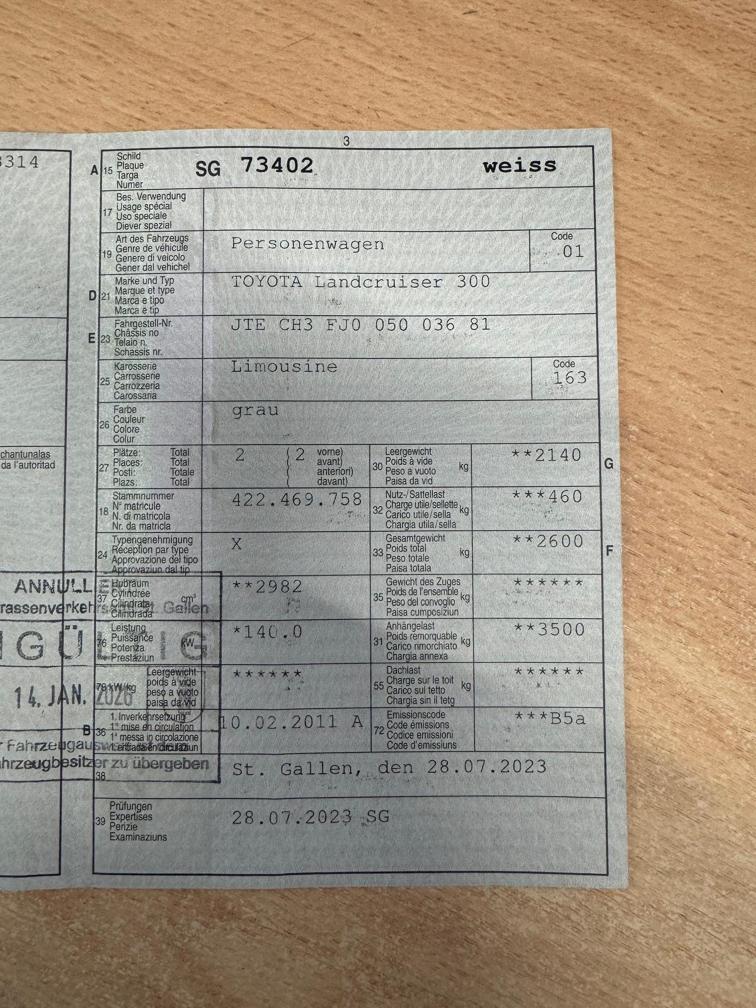 3
3314
A 15 Schild
Plaque
Targa
Numer
SG 73402 weiss
17 Bes. Verwendung
Usage spécial
Uso speciale
Diever spezial
19 Art des Fahrzeugs
Genre de véhicule
Genere di veicolo
Gener dal vehichel
Personenwagen
Code
01
D 21 Marke und Typ
Marque et type
Marca e tipo
Marca e tip
TOYOTA Landcruiser 300
E 23 Fahrgestell-Nr.
Châssis no
Telaio n.
Schassis nr.
JTE CH3 FJ0 050 036 81
25 Karosserie
Carrosserie
Carrozzeria
Carossaria
Limousine
Code
163
26 Farbe
Couleur
Colore
Colur
grau
chantunalas
da l'autoritad
27 Plätze: Total
Places: Total
Posti: Totale
Plazs: Total
2 (2 vorne)
avant)
anteriori)
davant)
30 Leergewicht
Poids à vide
Peso a vuoto
Paisa da vid
kg
**2140
G
18 Stammnummer
N° matricule
N. di matricola
Nr. da matricla
422.469.758
32 Nutz-/Sattellast
Charge utile/sellette
Carico utile/sella
Chargia utila/sella
kg
***460
24 Typengenehmigung
Réception par type
Approvazione del tipo
Approvaziun dal tip
X
33 Gesamtgewicht
Poids total
Peso totale
Paisa totala
kg
**2600
F
37 Hubraum
Cylindrée
Cilindrata
Cilindrada
cm³
**2982
35 Gewicht des Zuges
Poids de l'ensemble
Peso del convoglio
Paisa cumposiziun
kg
******
76 Leistung
Puissance
Potenza
Prestaziun
kW
*140.0
31 Anhängelast
Poids remorquable
Carico rimorchiato
Chargia annexa
kg
**3500
78 kW/kg
Leergewicht
poids à vide
peso a vuoto
paisa da vid
******
55 Dachlast
Charge sur le toit
Carico sul tetto
Chargia sin il tetg
kg
******
B 36 1. Inverkehrsetzung
1re mise en circulation
1a messa in circolazione
10.02.2011 A
72 Emissionscode
Code émissions
Codice emissioni
Code d'emissiuns
***B5a
38
St. Gallen, den 28.07.2023
39 Prüfungen
Expertises
Perizie
Examinaziuns
28.07.2023 SG
ANNULLE
rassenverkehrs Gallen
NGÜLTIG
14. JAN. 2026
r Fahrzeugausw
hrzeugbesitzer zu übergeben